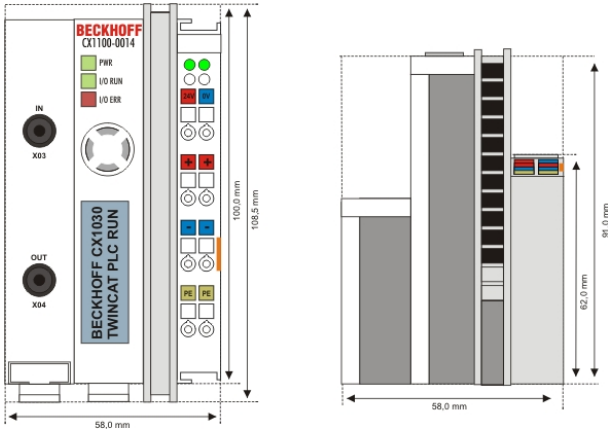 BECKHOFF
CX1100-0014
PWR
I/O RUN
I/O ERR
IN
X03
OUT
X04
BECKHOFF CX1030
TWINCAT PLC RUN
24V 0V
+ +
- -
PE PE
100,0 mm
108,5 mm
58,0 mm
62,0 mm
91,0 mm
58,0 mm